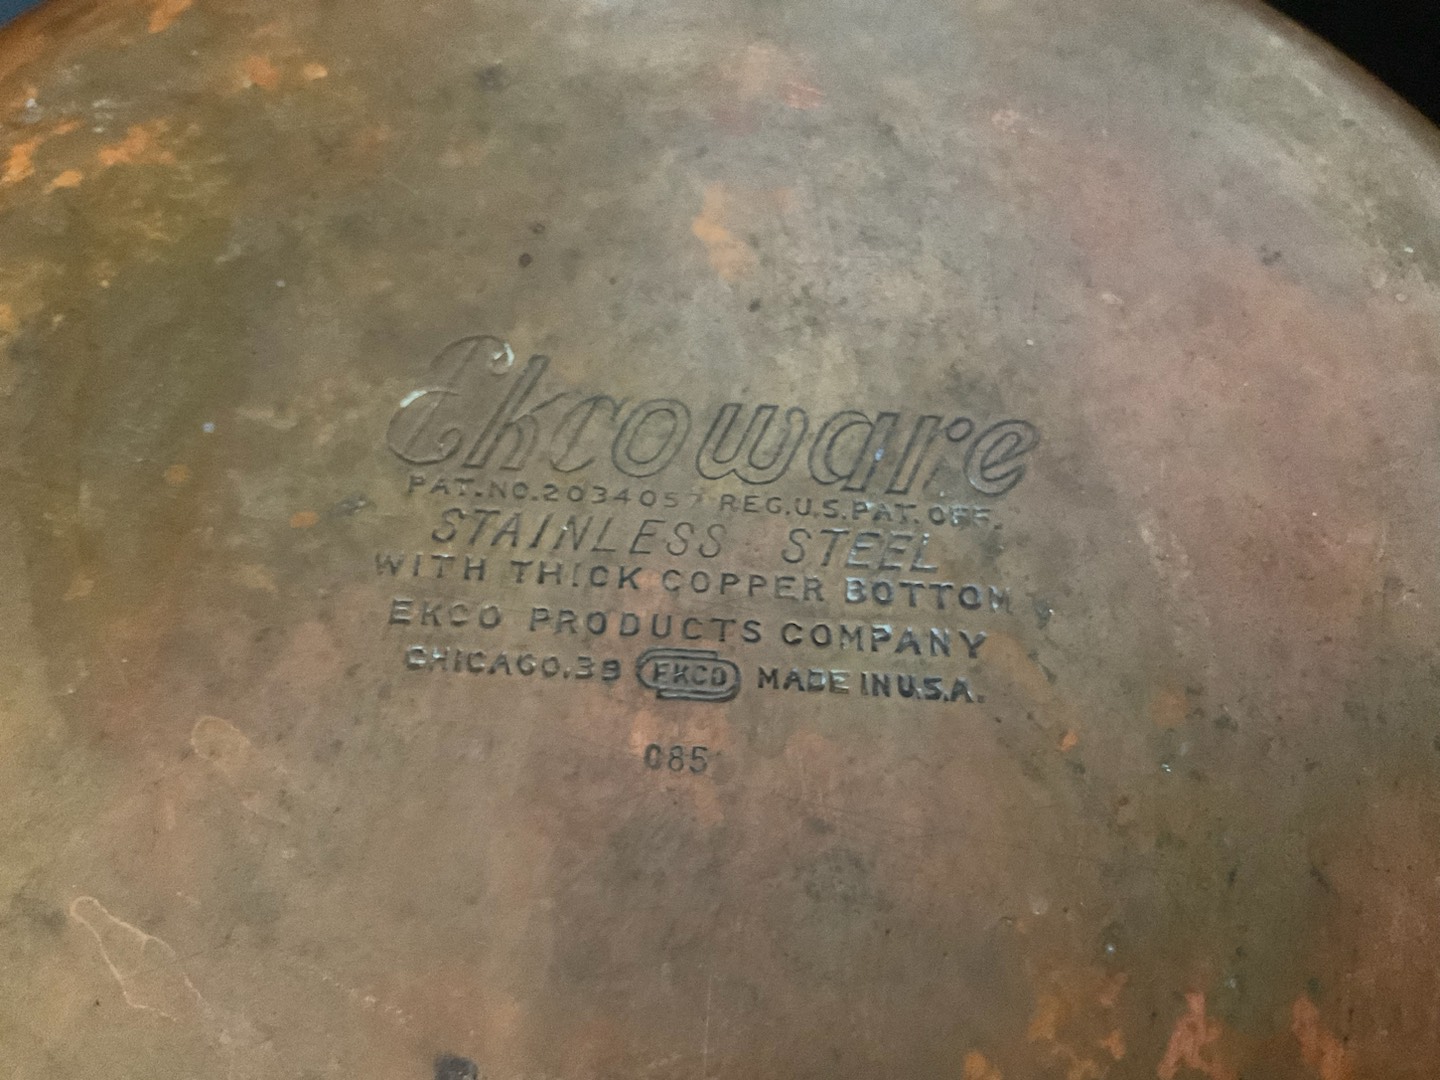 Ekcoware
PAT.NO.2034057 REG.U.S.PAT.OFF.
STAINLESS STEEL
WITH THICK COPPER BOTTOM
EKCO PRODUCTS COMPANY
CHICAGO.39 EKCO MADE IN U.S.A.
085